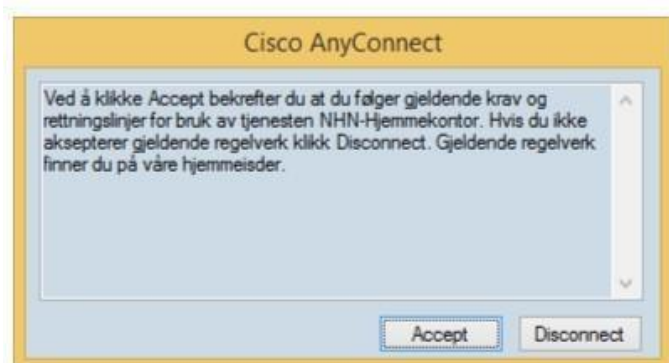 Cisco AnyConnect
Ved å klikke Accept bekrefter du at du følger gjeldende krav og
rettningslinjer for bruk av tjenesten NHN-Hjemmekontor. Hvis du ikke
aksepterer gjeldende regelverk klikk Disconnect. Gjeldende regelverk
finner du på våre hjemmeisder.
Accept Disconnect